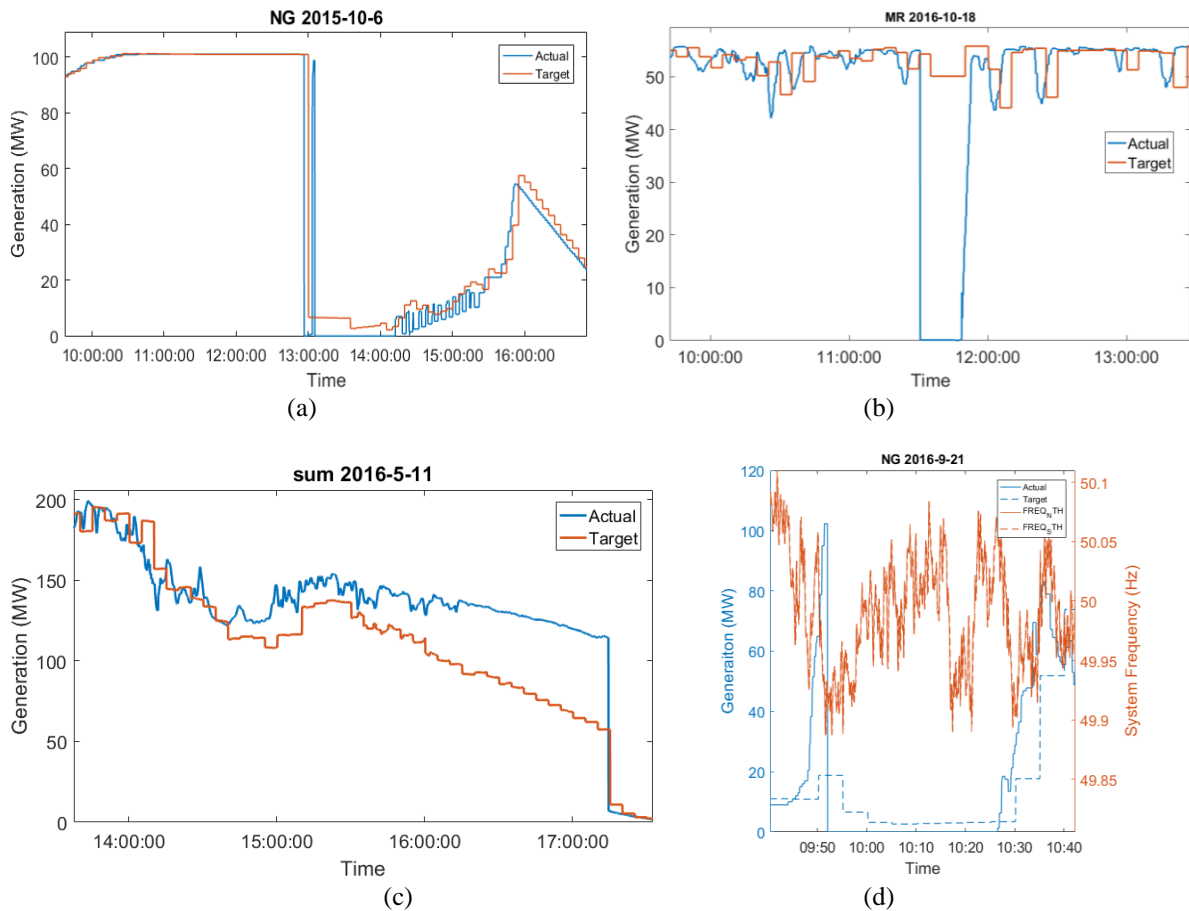 NG 2015-10-6
Actual
Target
Generation (MW)
100
80
60
40
20
0
10:00:00 11:00:00 12:00:00 13:00:00 14:00:00 15:00:00 16:00:00
Time
(a)
MR 2016-10-18
Actual
Target
Generation (MW)
50
40
30
20
10
0
10:00:00 11:00:00 12:00:00 13:00:00
Time
(b)
sum 2016-5-11
Actual
Target
Generation (MW)
200
150
100
50
0
14:00:00 15:00:00 16:00:00 17:00:00
Time
(c)
NG 2016-9-21
Actual
Target
FREQ_NTH
FREQ_STH
Generaiton (MW)
120
100
80
60
40
20
0
50.1
50.05
50
49.95
49.9
49.85
System Frequency (Hz)
09:50 10:00 10:10 10:20 10:30 10:40
Time
(d)